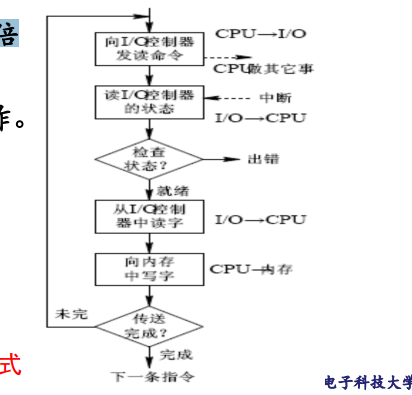 倍
作。
式
向I/O控制器
发读命令
CPU→I/O
CPU做其它事
读I/O控制器
的状态
中断
I/O→CPU
检查
状态?
出错
就绪
从I/O控制
器中读字
I/O→CPU
向内存
中写字
CPU→内存
传送
完成?
未完
完成
下一条指令
电子科技大学